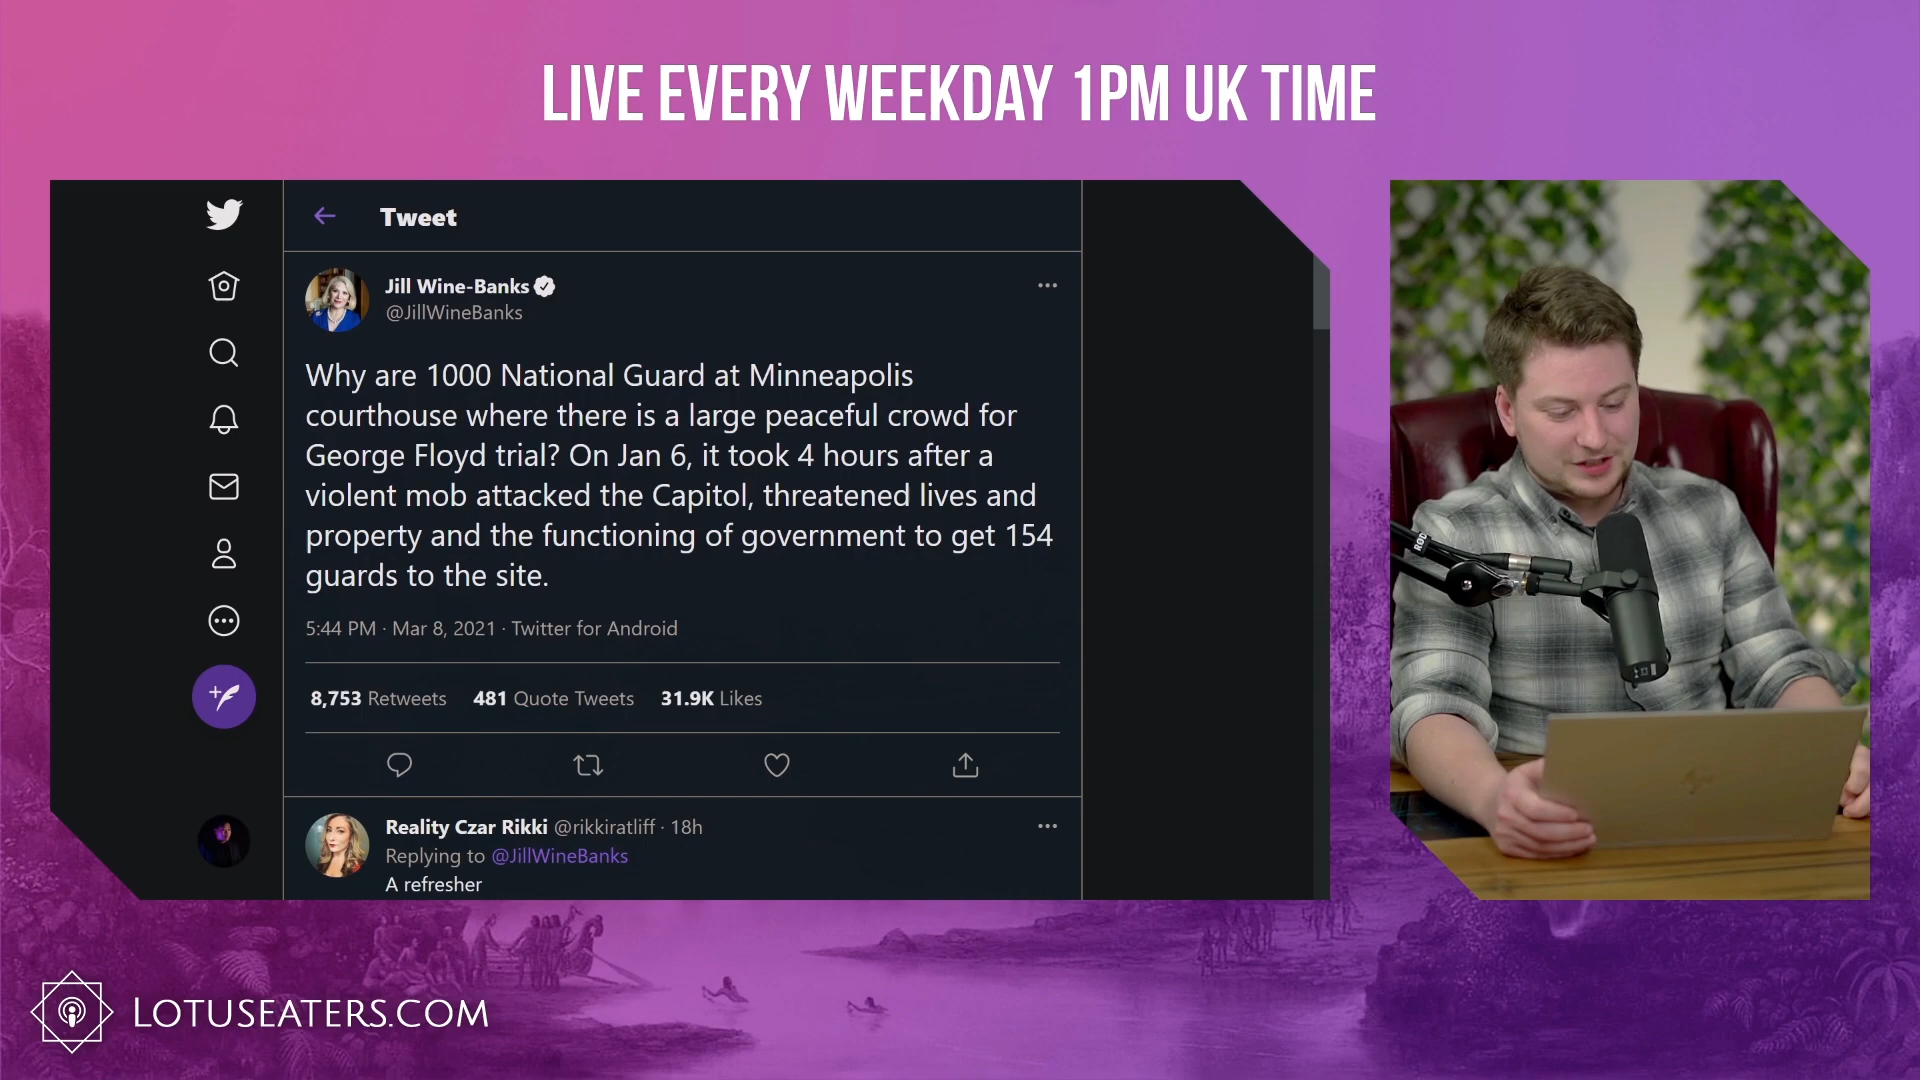 LIVE EVERY WEEKDAY 1PM UK TIME
Tweet
Jill Wine-Banks
@JillWineBanks
Why are 1000 National Guard at Minneapolis
courthouse where there is a large peaceful crowd for
George Floyd trial? On Jan 6, it took 4 hours after a
violent mob attacked the Capitol, threatened lives and
property and the functioning of government to get 154
guards to the site.
5:44 PM · Mar 8, 2021 · Twitter for Android
8,753 Retweets 481 Quote Tweets 31.9K Likes
Reality Czar Rikki @rikkiratliff · 18h
Replying to @JillWineBanks
A refresher
RØDE
LOTUSEATERS.COM